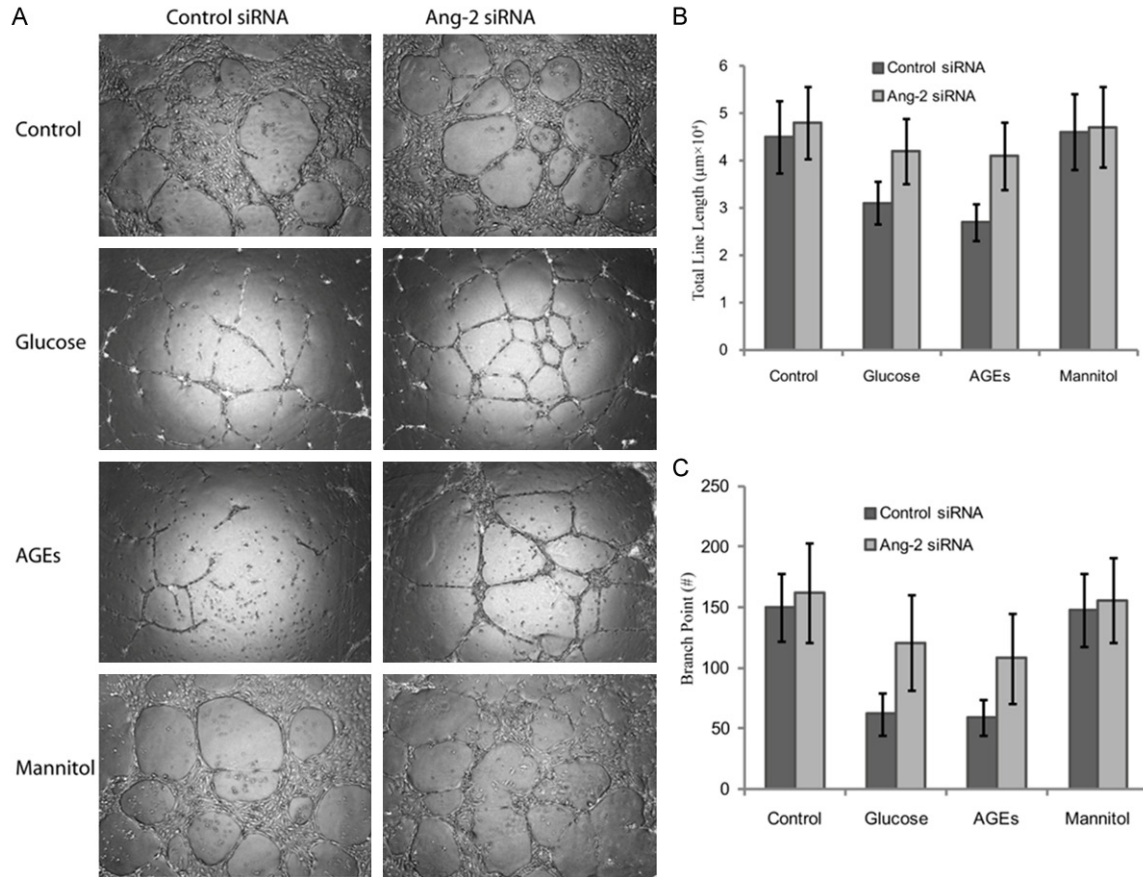 A
Control siRNA
Ang-2 siRNA
Control
Glucose
AGEs
Mannitol
B
Control siRNA
Ang-2 siRNA
Total Line Length (μm×10⁴)
6
5
4
3
2
1
0
Control
Glucose
AGEs
Mannitol
C
Control siRNA
Ang-2 siRNA
Branch Point (#)
250
200
150
100
50
0
Control
Glucose
AGEs
Mannitol